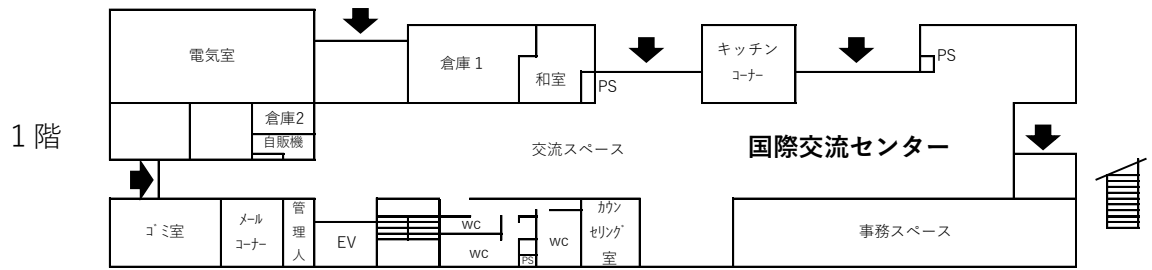 電気室
倉庫1
和室
PS
キッチン
ｺｰﾅｰ
PS
倉庫2
自販機
1階
交流スペース
国際交流センター
ｺﾞﾐ室
ﾒｰﾙ
ｺｰﾅｰ
管
理
人
EV
wc
wc
PS
wc
ｶｳﾝ
ｾﾘﾝｸﾞ
室
事務スペース